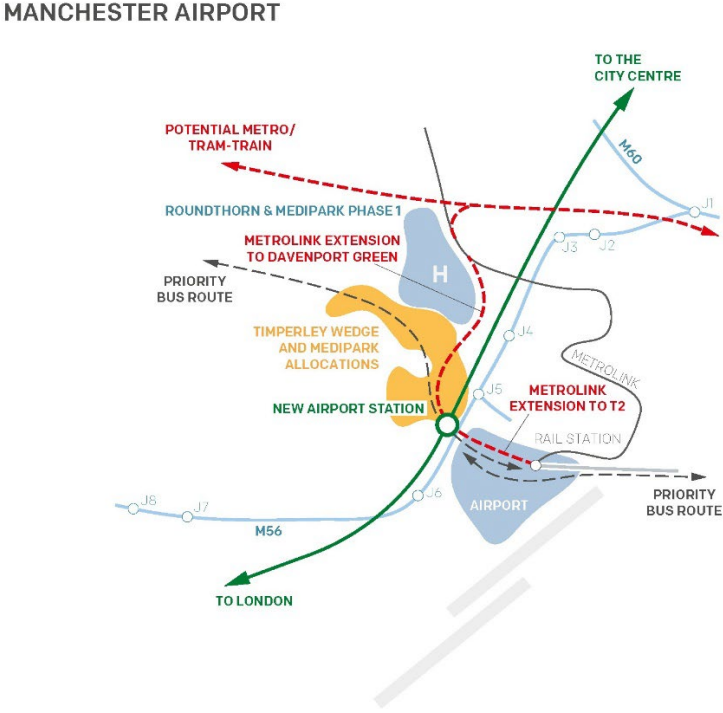 MANCHESTER AIRPORT
TO THE
CITY CENTRE
POTENTIAL METRO/
TRAM-TRAIN
M60
J1
ROUNDTHORN & MEDIPARK PHASE 1
J3
J2
METROLINK EXTENSION
TO DAVENPORT GREEN
H
PRIORITY
BUS ROUTE
TIMPERLEY WEDGE
AND MEDIPARK
ALLOCATIONS
J4
METROLINK
J5
METROLINK
EXTENSION TO T2
NEW AIRPORT STATION
RAIL STATION
J6
AIRPORT
PRIORITY
BUS ROUTE
J8
J7
M56
TO LONDON